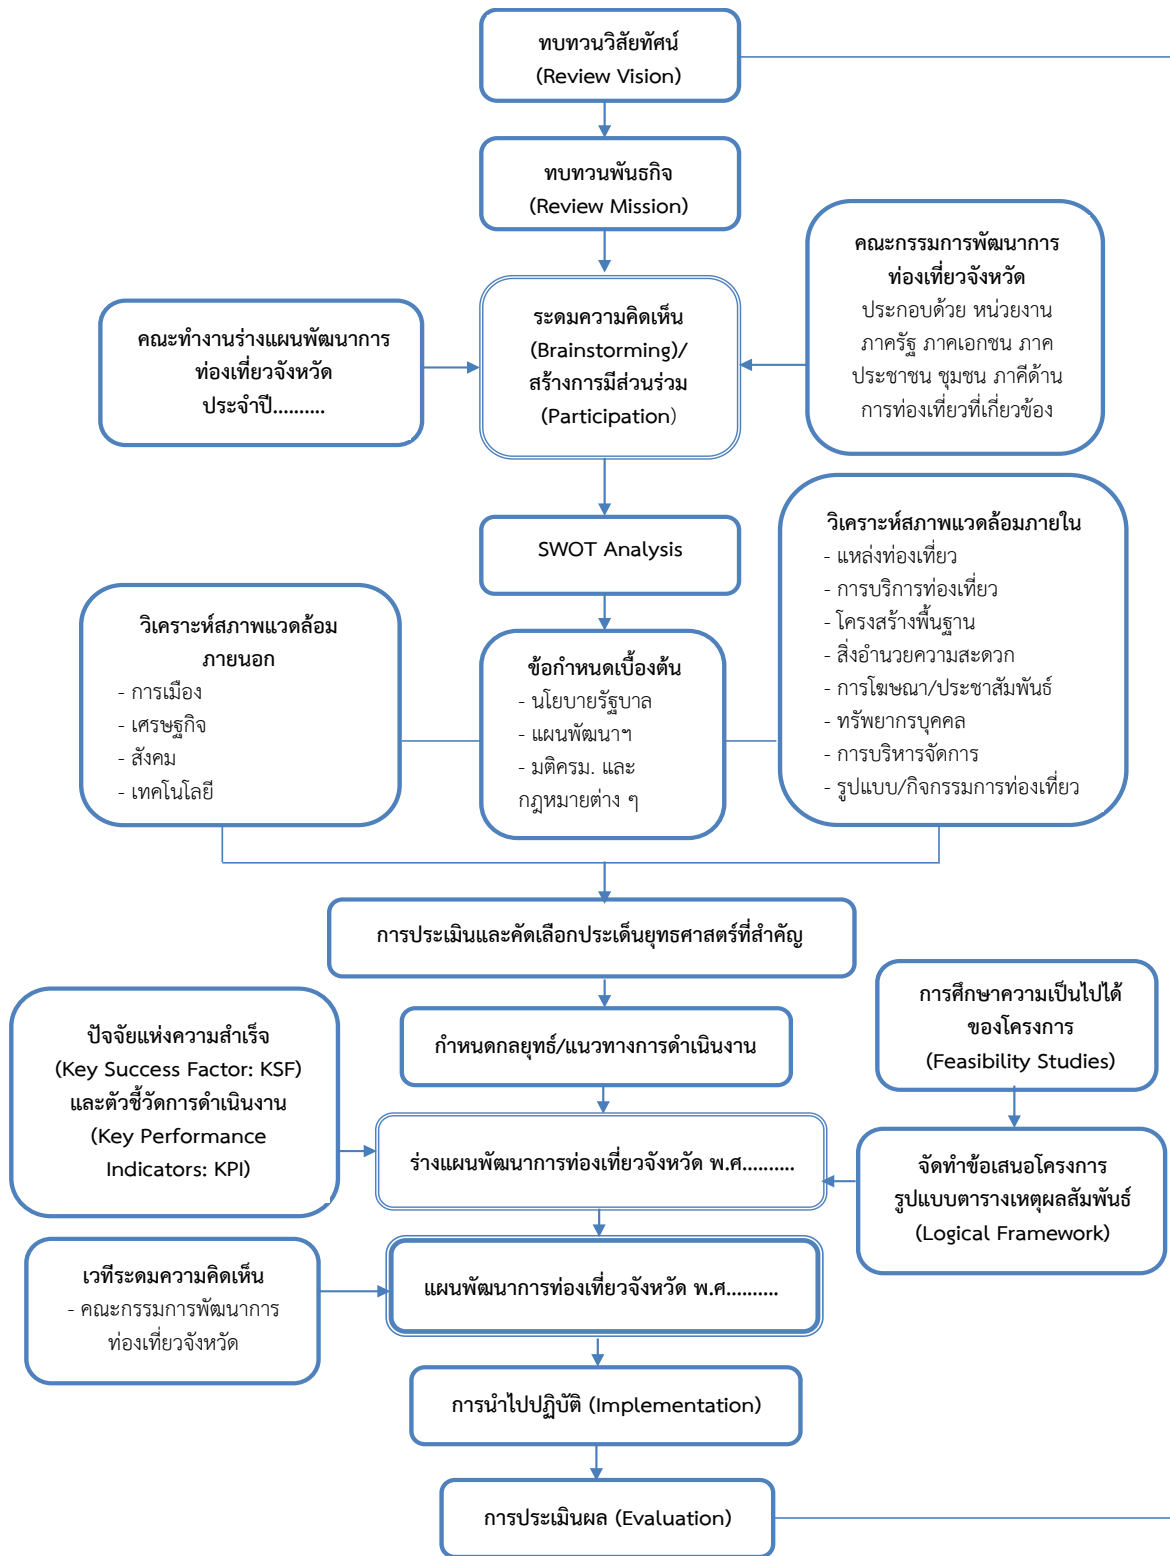 ทบทวนวิสัยทัศน์
(Review Vision)
ทบทวนพันธกิจ
(Review Mission)
คณะกรรมการพัฒนาการ
ท่องเที่ยวจังหวัด
ประกอบด้วย หน่วยงาน
ภาครัฐ ภาคเอกชน ภาค
ประชาชน ชุมชน ภาคีด้าน
การท่องเที่ยวที่เกี่ยวข้อง
ระดมความคิดเห็น
(Brainstorming)/
สร้างการมีส่วนร่วม
(Participation)
คณะทำงานร่างแผนพัฒนาการ
ท่องเที่ยวจังหวัด
ประจำปี..........
SWOT Analysis
วิเคราะห์สภาพแวดล้อมภายใน
- แหล่งท่องเที่ยว
- การบริการท่องเที่ยว
- โครงสร้างพื้นฐาน
- สิ่งอำนวยความสะดวก
- การโฆษณา/ประชาสัมพันธ์
- ทรัพยากรบุคคล
- การบริหารจัดการ
- รูปแบบ/กิจกรรมการท่องเที่ยว
วิเคราะห์สภาพแวดล้อม
ภายนอก
- การเมือง
- เศรษฐกิจ
- สังคม
- เทคโนโลยี
ข้อกำหนดเบื้องต้น
- นโยบายรัฐบาล
- แผนพัฒนาฯ
- มติครม. และ
กฎหมายต่าง ๆ
การประเมินและคัดเลือกประเด็นยุทธศาสตร์ที่สำคัญ
กำหนดกลยุทธ์/แนวทางการดำเนินงาน
การศึกษาความเป็นไปได้
ของโครงการ
(Feasibility Studies)
ปัจจัยแห่งความสำเร็จ
(Key Success Factor: KSF)
และตัวชี้วัดการดำเนินงาน
(Key Performance
Indicators: KPI)
ร่างแผนพัฒนาการท่องเที่ยวจังหวัด พ.ศ..........
จัดทำข้อเสนอโครงการ
รูปแบบตารางเหตุผลสัมพันธ์
(Logical Framework)
เวทีระดมความคิดเห็น
- คณะกรรมการพัฒนาการ
ท่องเที่ยวจังหวัด
แผนพัฒนาการท่องเที่ยวจังหวัด พ.ศ..........
การนำไปปฏิบัติ (Implementation)
การประเมินผล (Evaluation)